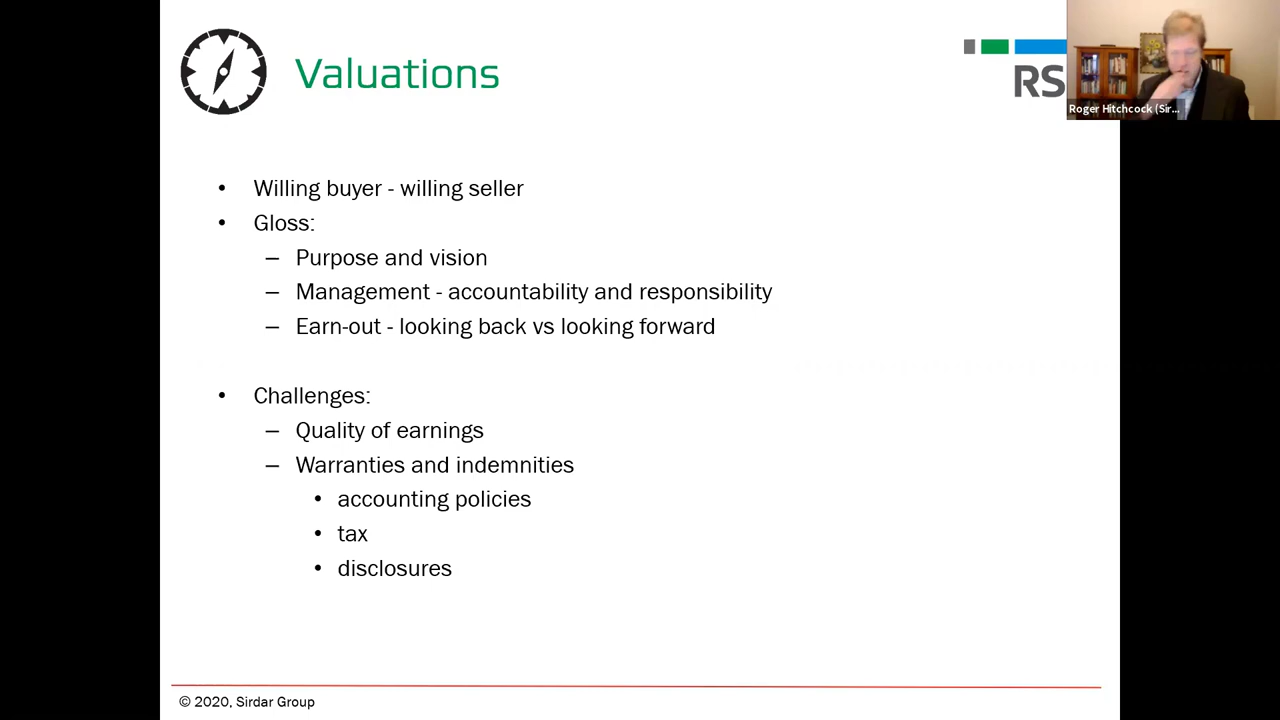 Valuations
RS
Roger Hitchcock (Sir...
• Willing buyer - willing seller
• Gloss:
– Purpose and vision
– Management - accountability and responsibility
– Earn-out - looking back vs looking forward
• Challenges:
– Quality of earnings
– Warranties and indemnities
• accounting policies
• tax
• disclosures
© 2020, Sirdar Group